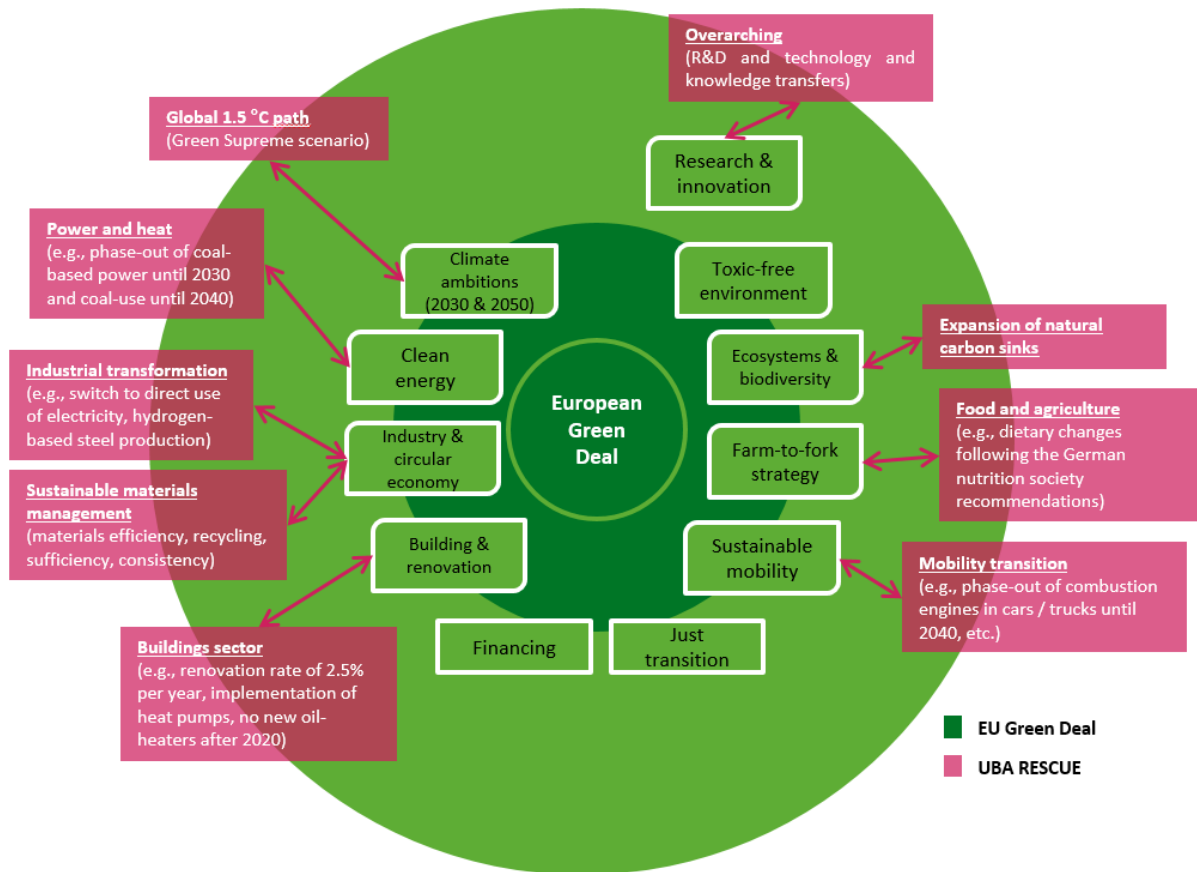 Overarching
(R&D and technology and
knowledge transfers)
Global 1.5 °C path
(Green Supreme scenario)
Research &
innovation
Power and heat
(e.g., phase-out of coal-
based power until 2030
and coal-use until 2040)
Climate
ambitions
(2030 & 2050)
Toxic-free
environment
Clean
energy
Ecosystems &
biodiversity
Expansion of natural
carbon sinks
Industrial transformation
(e.g., switch to direct use
of electricity, hydrogen-
based steel production)
European
Green
Deal
Industry &
circular
economy
Farm-to-fork
strategy
Food and agriculture
(e.g., dietary changes
following the German
nutrition society
recommendations)
Sustainable materials
management
(materials efficiency, recycling,
sufficiency, consistency)
Building &
renovation
Sustainable
mobility
Mobility transition
(e.g., phase-out of combustion
engines in cars / trucks until
2040, etc.)
Buildings sector
(e.g., renovation rate of 2.5%
per year, implementation of
heat pumps, no new oil-
heaters after 2020)
Financing
Just
transition
EU Green Deal
UBA RESCUE